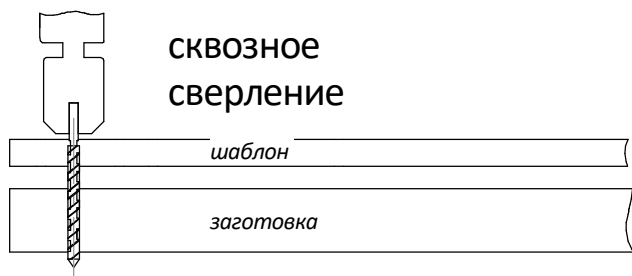 сквозное
сверление
шаблон
заготовка